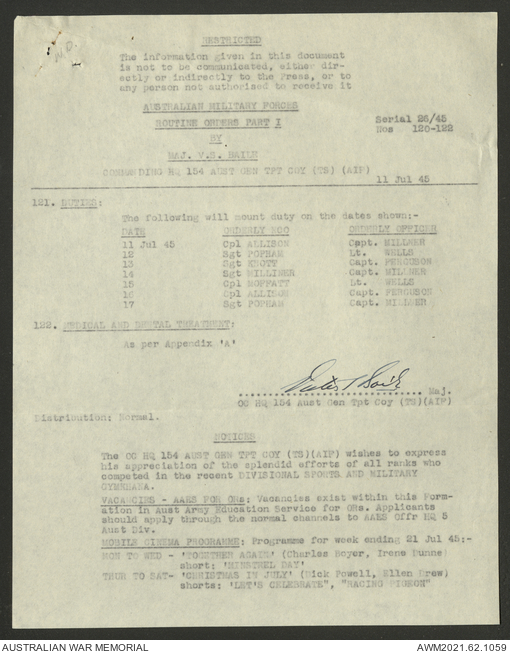 RESTRICTED
The information given in this document
is not to be communicated, either dir-
ectly or indirectly to the Press, or to
any person not authorised to receive it
AUSTRALIAN MILITARY FORCES
ROUTINE ORDERS PART I
Serial 26/45
Nos 120-122
BY
MAJ. V.S. BAILE
COMMANDING HQ 154 AUST GEN TPT COY (TS) (AIF)
11 Jul 45
121. DUTIES:
The following will mount duty on the dates shown:-
DATE ORDERLY NCO ORDERLY OFFICER
11 Jul 45 Cpl ALLISON Capt. MILLNER
12 Sgt POPHAM Lt. WELLS
13 Sgt Capt. FERGUSON
14 Sgt MILLINER Capt. MILLNER
15 Cpl MOFFATT Lt. WELLS
16 Cpl ALLISON Capt. FERGUSON
17 Sgt POPHAM Capt. MILLNER
122. MEDICAL AND DENTAL TREATMENT:
As per Appendix 'A'
Maj.
OC HQ 154 Aust Gen Tpt Coy (TS)(AIF)
Distribution: Normal.
NOTICES
The OC HQ 154 AUST GEN TPT COY (TS)(AIF) wishes to express
his appreciation of the splendid efforts of all ranks who
competed in the recent DIVISIONAL SPORTS AND MILITARY
GYMKHANA.
VACANCIES - AAES FOR ORs: Vacancies exist within this Form-
ation in Aust Army Education Service for ORs. Applicants
should apply through the normal channels to AAES Offr HQ 5
Aust Div.
MOBILE CINEMA PROGRAMME: Programme for week ending 21 Jul 45:-
MON TO WED - 'TOGETHER AGAIN' (Charles Boyer, Irene Dunne)
short: 'MINSTREL DAY'
THUR TO SAT- 'CHRISTMAS IN JULY' (Dick Powell, Ellen Drew)
shorts: 'LET'S CELEBRATE", "RACING PIGEON"
AUSTRALIAN WAR MEMORIAL
AWM2021.62.1059